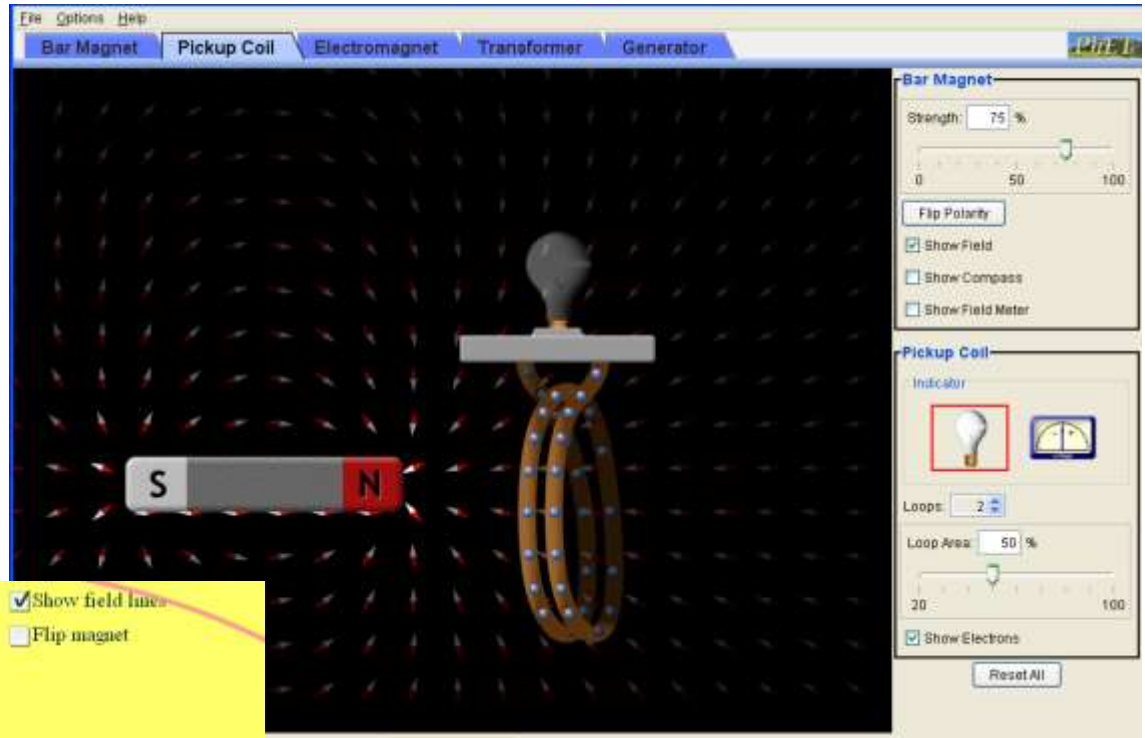 File Options Help
Bar Magnet Pickup Coil Electromagnet Transformer Generator
PhET
Bar Magnet
Strength: 75 %
0 50 100
Flip Polarity
Show Field
Show Compass
Show Field Meter
S N
Pickup Coil
Indicator
Loops: 2
Loop Area: 50 %
20 100
Show Electrons
Reset All
Show field lines
Flip magnet